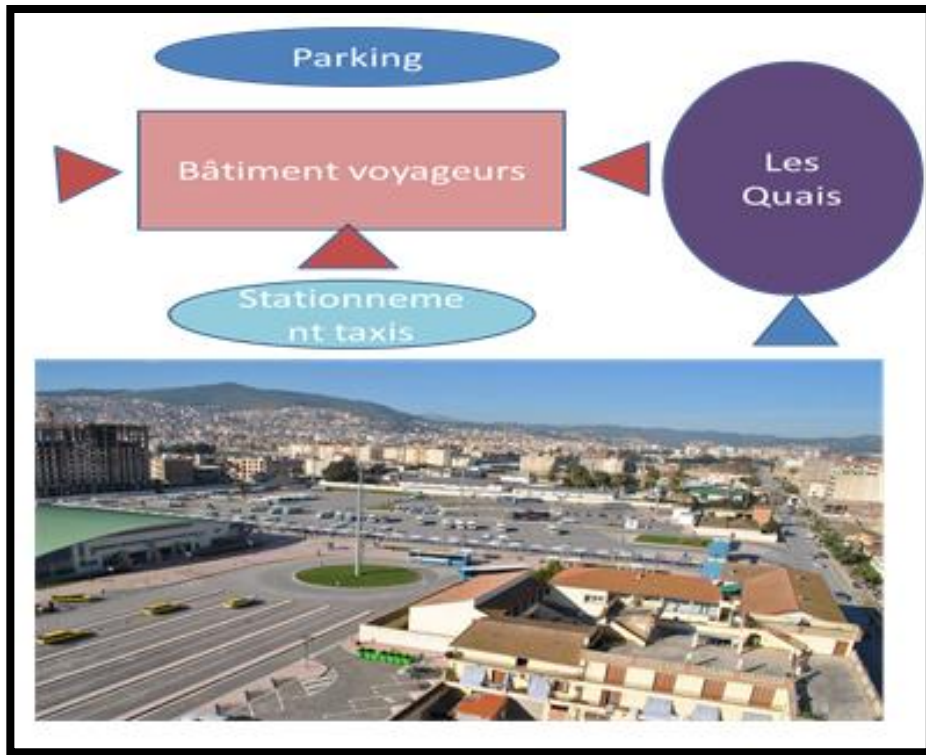 Parking
Bâtiment voyageurs
Les
Quais
Stationneme
nt taxis